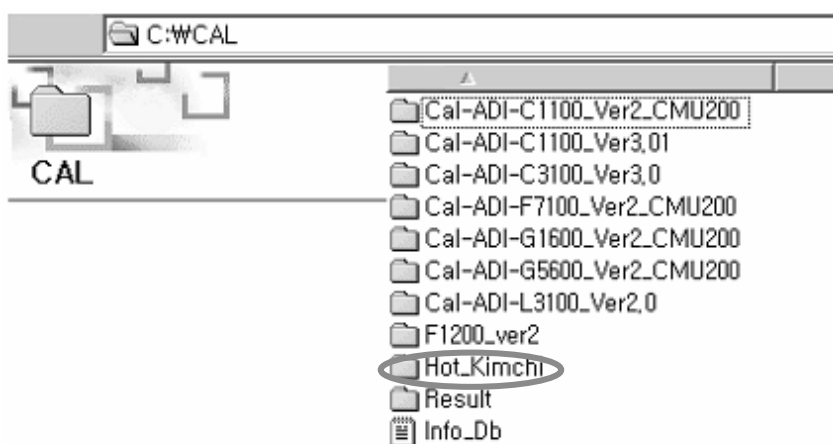 C:₩CAL
CAL
Cal-ADI-C1100_Ver2_CMU200
Cal-ADI-C1100_Ver3,01
Cal-ADI-C3100_Ver3,0
Cal-ADI-F7100_Ver2_CMU200
Cal-ADI-G1600_Ver2_CMU200
Cal-ADI-G5600_Ver2_CMU200
Cal-ADI-L3100_Ver2,0
F1200_ver2
Hot_Kimchi
Result
Info_Db